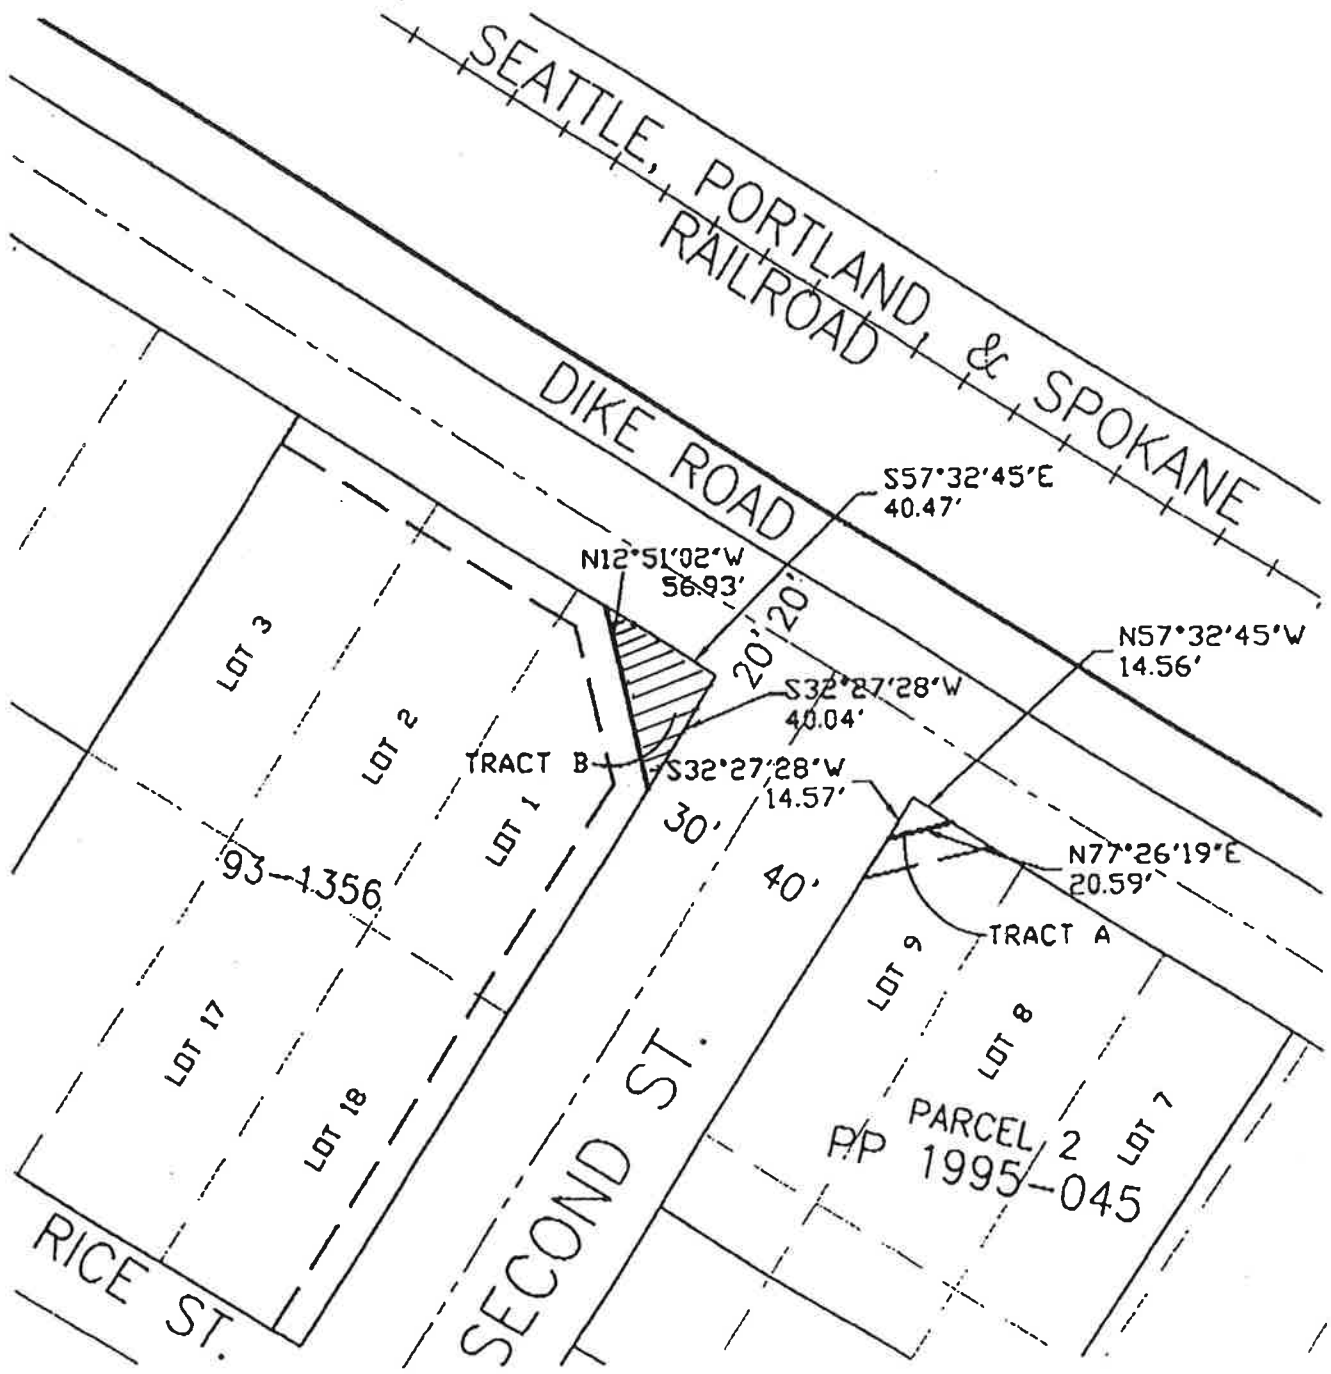 SEATTLE, PORTLAND, & SPOKANE
RAILROAD
DIKE ROAD
S57°32'45"E
40.47'
N12°51'02"W
56.93'
20' 20'
N57°32'45"W
14.56'
LOT 3
S32°27'28"W
40.04'
LOT 2
TRACT B
S32°27'28"W
14.57'
LOT 1
30'
N77°26'19"E
20.59'
93-1356
40'
TRACT A
LOT 9
LOT 17
LOT 8
SECOND ST.
LOT 18
LOT 7
PARCEL 2
PP 1995-045
RICE ST.